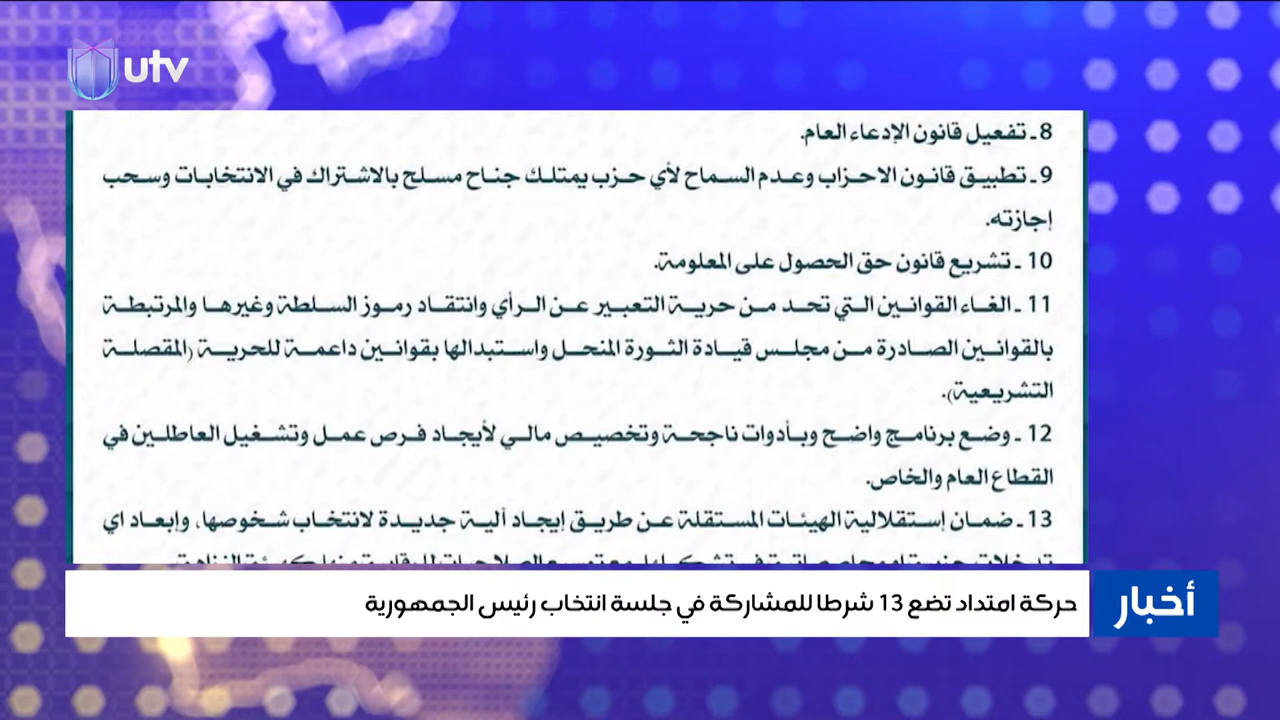 utv
8 ـ تفعيل قانون الإدعاء العام.
9 ـ تطبيق قانون الاحزاب وعدم السماح لأي حزب يمتلك جناح مسلح بالاشتراك في الانتخابات وسحب
إجازته.
10 ـ تشريع قانون حق الحصول على المعلومة.
11 ـ الغاء القوانين التي تحد من حرية التعبير عن الرأي وانتقاد رموز السلطة وغيرها والمرتبطة
بالقوانين الصادرة من مجلس قيادة الثورة المنحل واستبدالها بقوانين داعمة للحرية (المقصلة
التشريعية).
12 ـ وضع برنامج واضح وبأدوات ناجحة وتخصيص مالي لأيجاد فرص عمل وتشغيل العاطلين في
القطاع العام والخاص.
13 ـ ضمان إستقلالية الهيئات المستقلة عن طريق إيجاد آلية جديدة لانتخاب شخوصها، وإبعاد اي
حركة امتداد تضع 13 شرطا للمشاركة في جلسة انتخاب رئيس الجمهورية
أخبار